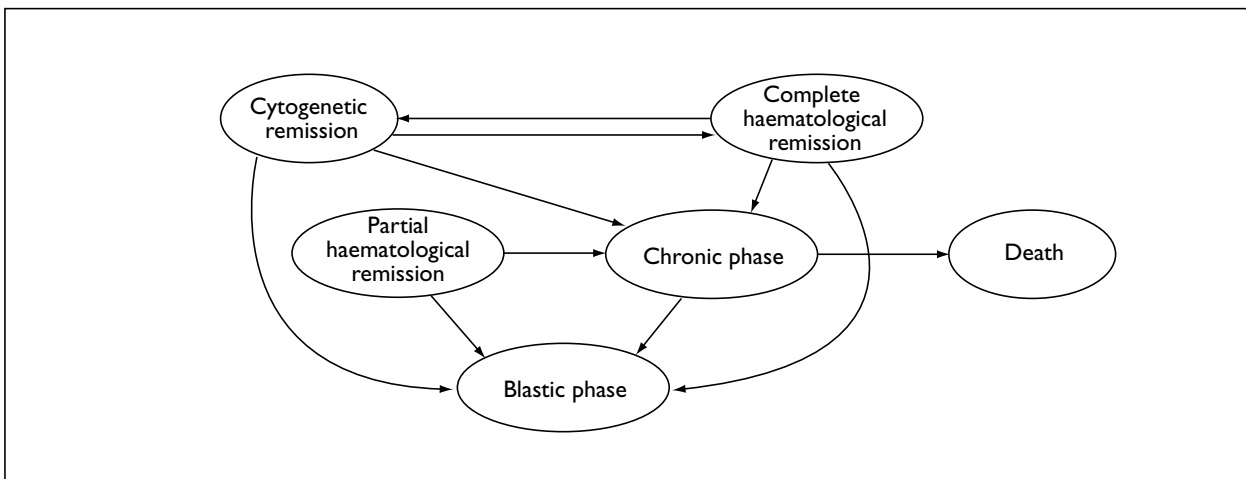 Cytogenetic
remission
Complete
haematological
remission
Partial
haematological
remission
Chronic phase
Death
Blastic phase